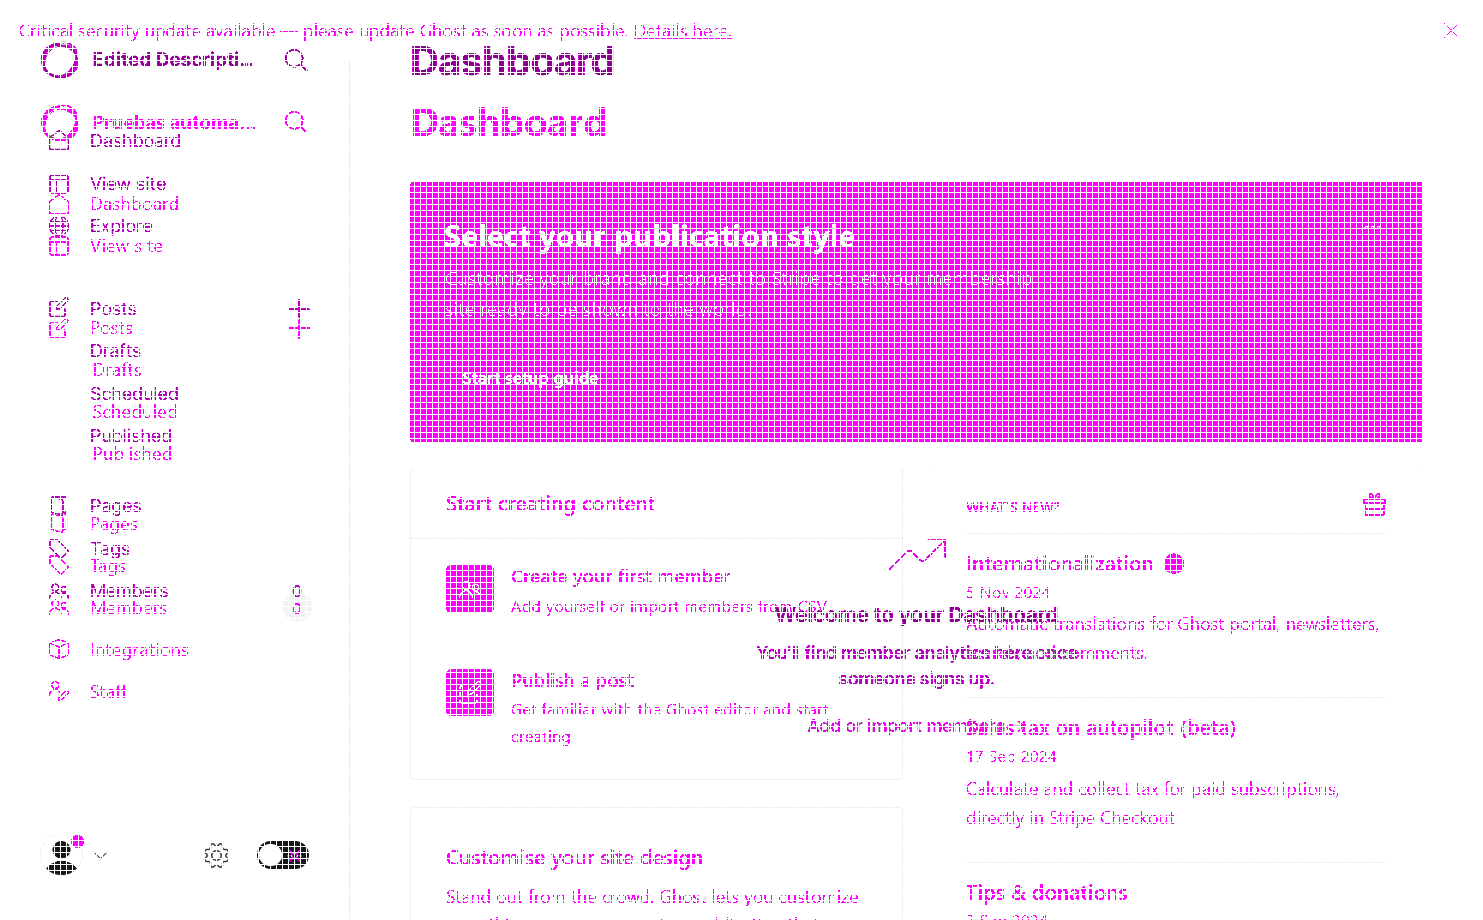 Critical security update available — please update Ghost as soon as possible. Details here.
Edited Descripti...
Dashboard
Pruebas automa...
Dashboard
Dashboard
View site
Dashboard
Explore
View site
Posts
Posts
Drafts
Drafts
Scheduled
Scheduled
Published
Published
Pages
Pages
Tags
Tags
Members 0
Members 0
Integrations
Staff
Select your publication style
Customize your brand and connect to Stripe to get your membership
site ready to be shown to the world.
Start setup guide
Start creating content
Create your first member
Add yourself or import members from CSV
Publish a post
Get familiar with the Ghost editor and start
creating
Customise your site design
Stand out from the crowd. Ghost lets you customize
Welcome to your Dashboard
You'll find member analytics here once
someone signs up.
Add or import members
WHAT'S NEW?
Internationalization
5 Nov 2024
Automatic translations for Ghost portal, newsletters,
comments.
Sales tax on autopilot (beta)
17 Sep 2024
Calculate and collect tax for paid subscriptions,
directly in Stripe Checkout
Tips & donations